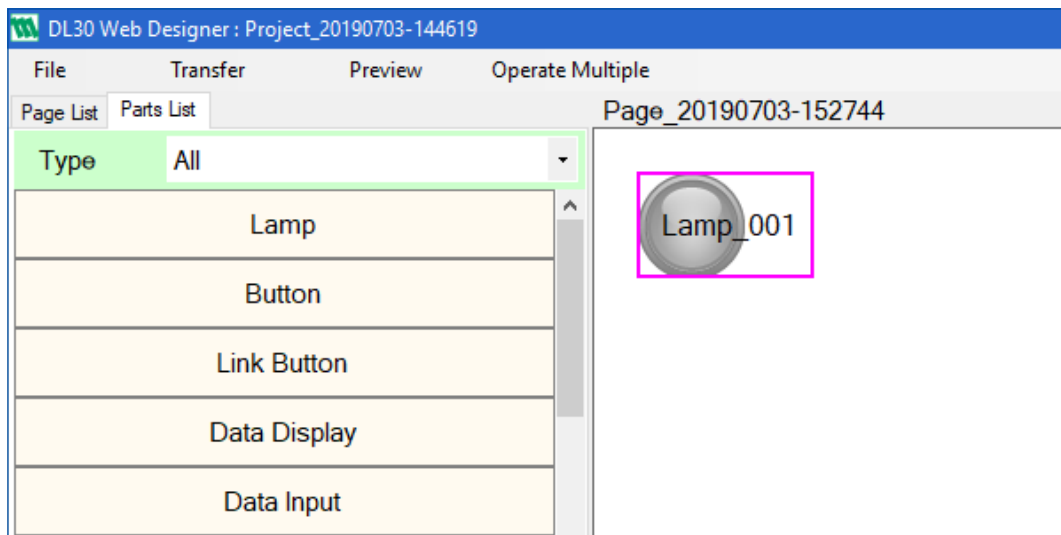 DL30 Web Designer : Project_20190703-144619
File Transfer Preview Operate Multiple
Page List Parts List
Page_20190703-152744
Type All
Lamp
Button
Link Button
Data Display
Data Input
Lamp_001